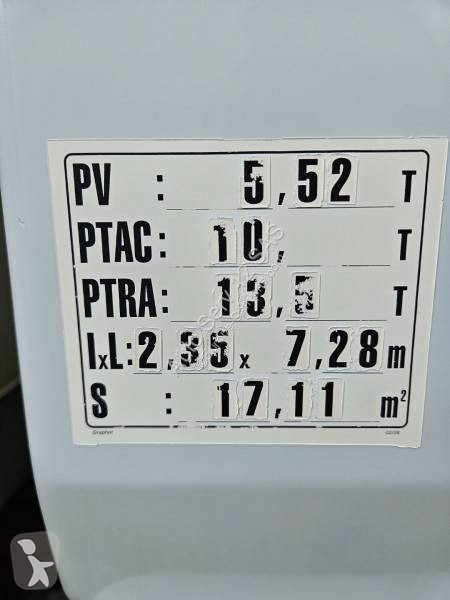 PV : 5,52 T
PTAC: 10, T
PTRA: 13,5 T
lxL: 2,35 x 7,28 m
S : 17,11 m²